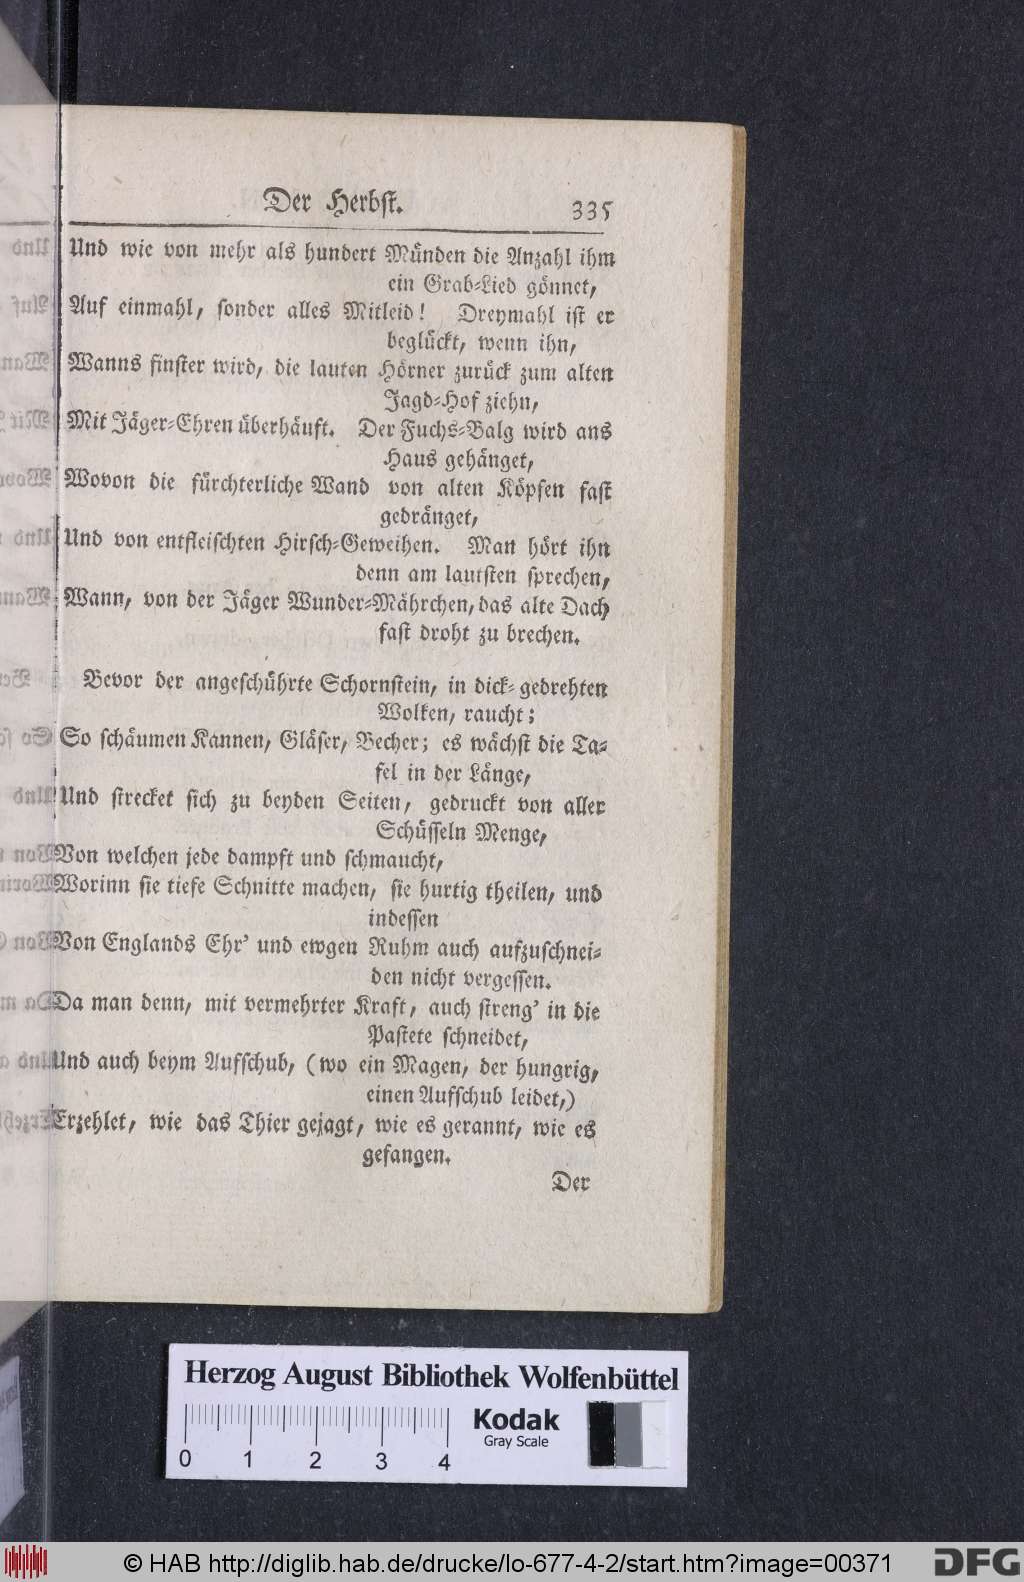 Der Herbst. 335
Und wie von mehr als hundert Münden die Anzahl ihm
ein Grab-Lied gönnet,
Auf einmahl, sonder alles Mitleid! Dreymahl ist er
beglückt, wenn ihn,
Wanns finster wird, die lauten Hörner zurück zum alten
Jagd-Hof ziehn,
Mit Jäger-Ehren überhäuft. Der Fuchs-Balg wird ans
Haus gehänget,
Wovon die fürchterliche Wand von alten Köpfen fast
gedränget,
Und von entfleischten Hirsch-Geweihen. Man hört ihn
denn am lautsten sprechen,
Wann, von der Jäger Wunder-Mährchen, das alte Dach
fast droht zu brechen.
Bevor der angeschührte Schornstein, in dick-gedrehten
Wolken, raucht;
So schäumen Kannen, Gläser, Becher; es wächst die Ta-
fel in der Länge,
Und strecket sich zu beyden Seiten, gedruckt von aller
Schüsseln Menge,
Von welchen jede dampft und schmaucht,
Worinn sie tiefe Schnitte machen, sie hurtig theilen, und
indessen
Von Englands Ehr' und ewgen Ruhm auch aufzuschnei-
den nicht vergessen.
Da man denn, mit vermehrter Kraft, auch streng' in die
Pastete schneidet,
Und auch beym Aufschub, (wo ein Magen, der hungrig,
einen Aufschub leidet,)
Erzehlet, wie das Thier gejagt, wie es gerannt, wie es
gefangen.
Der
Herzog August Bibliothek Wolfenbüttel
Kodak
Gray Scale
0 1 2 3 4
© HAB http://diglib.hab.de/drucke/lo-677-4-2/start.htm?image=00371
DFG